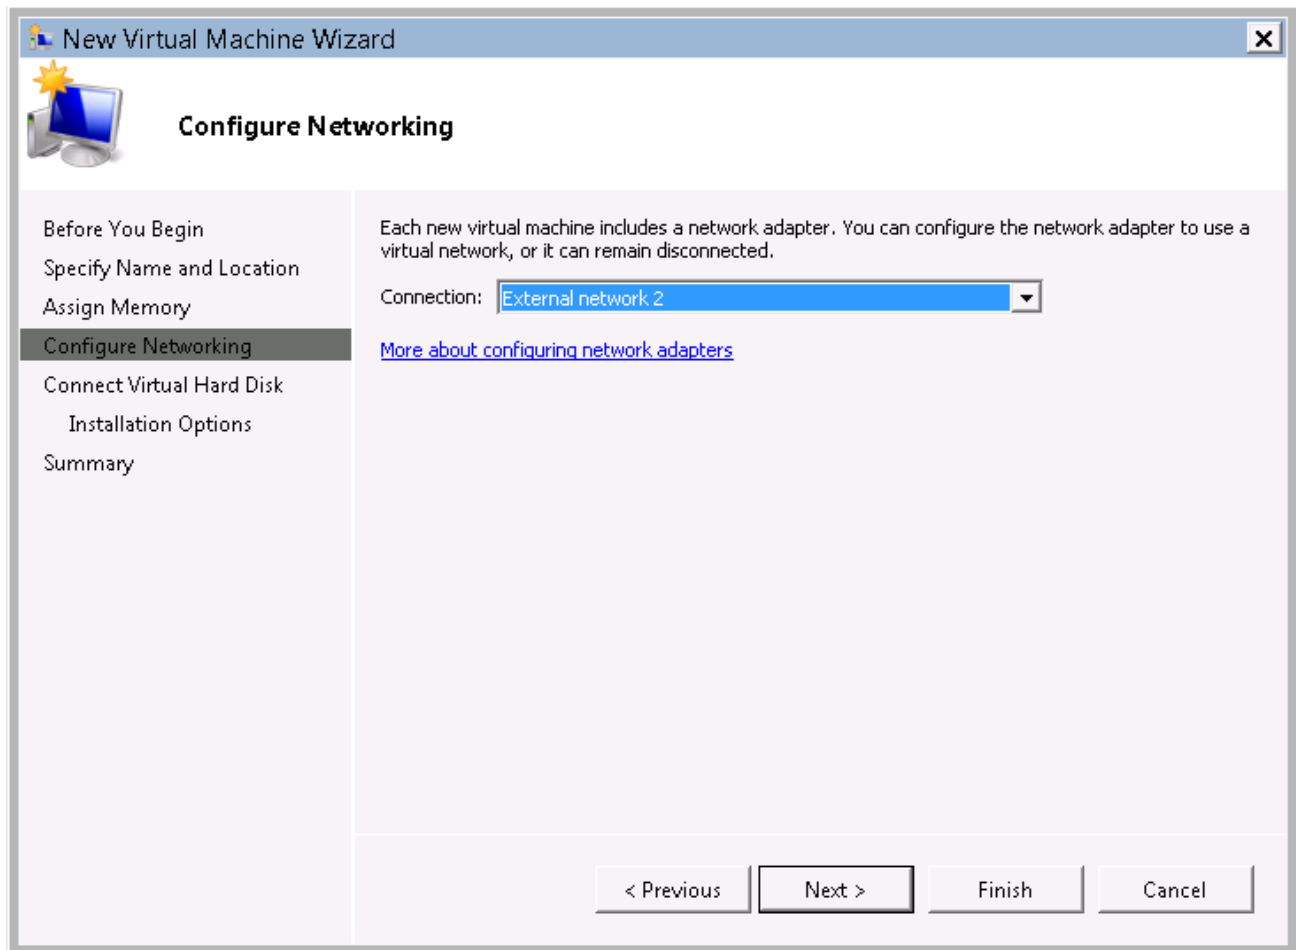 New Virtual Machine Wizard
Configure Networking
Before You Begin
Specify Name and Location
Assign Memory
Configure Networking
Connect Virtual Hard Disk
Installation Options
Summary
Each new virtual machine includes a network adapter. You can configure the network adapter to use a
virtual network, or it can remain disconnected.
Connection: External network 2
More about configuring network adapters
< Previous Next > Finish Cancel